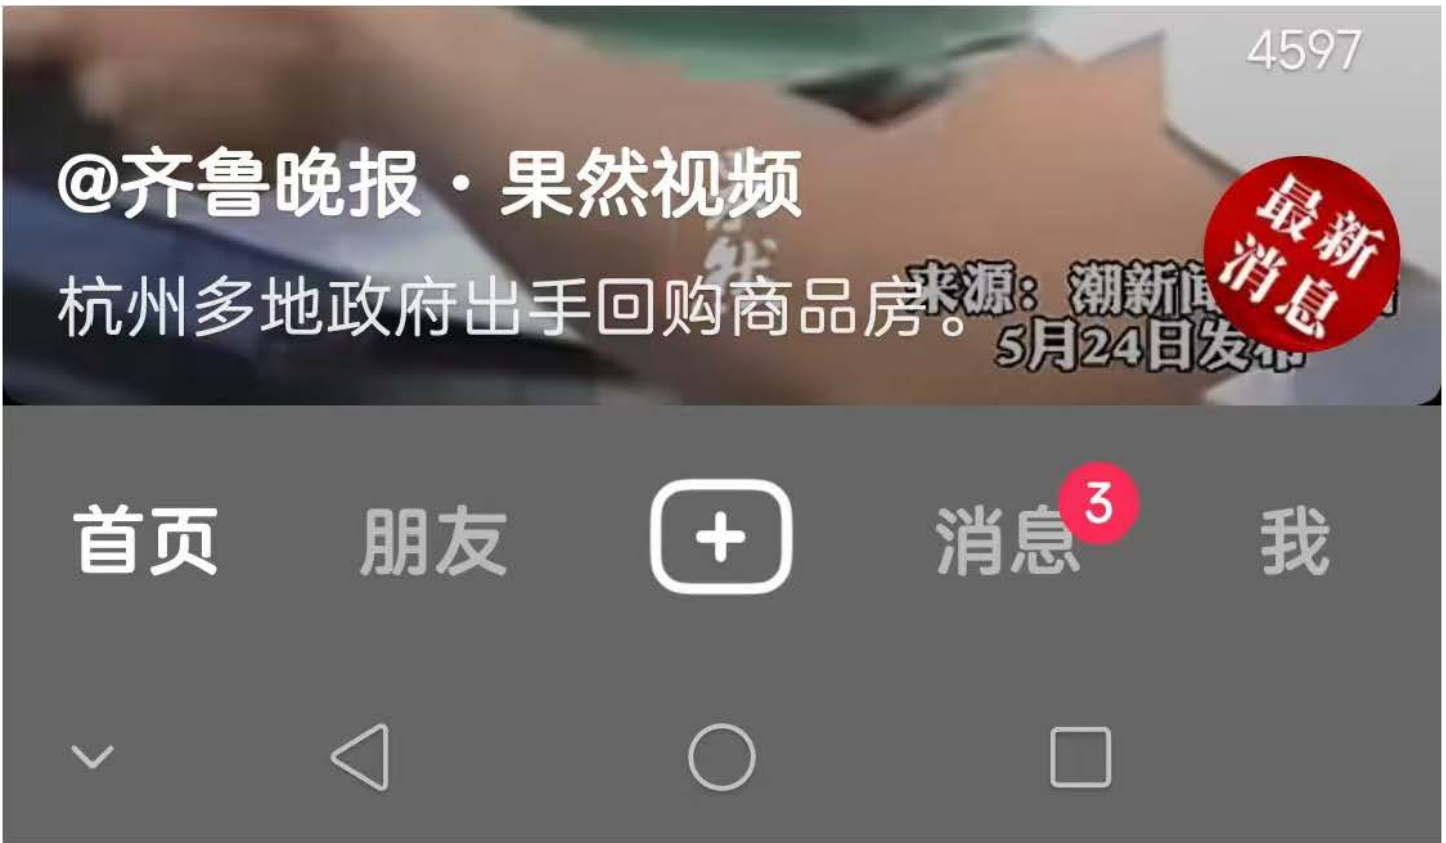 4597
@齐鲁晚报·果然视频
最新
消息
杭州多地政府出手回购商品房。
来源：潮新闻
5月24日发布
果然
首页 朋友 消息 3 我